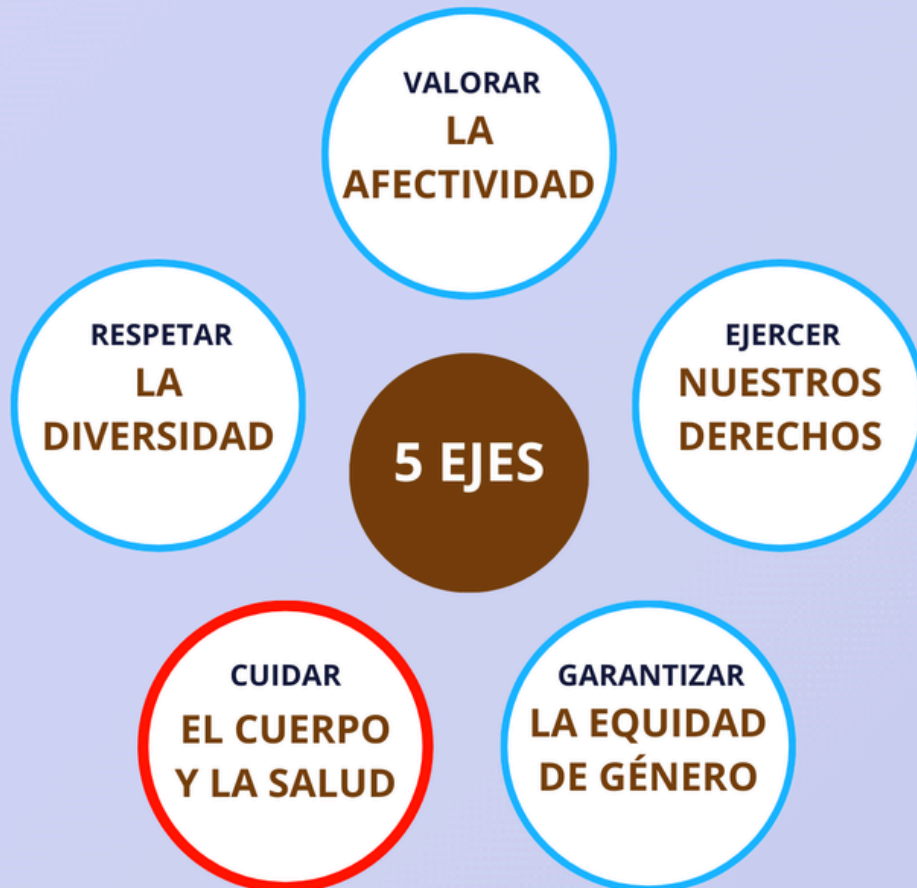 VALORAR
LA
AFECTIVIDAD
RESPETAR
LA
DIVERSIDAD
EJERCER
NUESTROS
DERECHOS
5 EJES
CUIDAR
EL CUERPO
Y LA SALUD
GARANTIZAR
LA EQUIDAD
DE GÉNERO